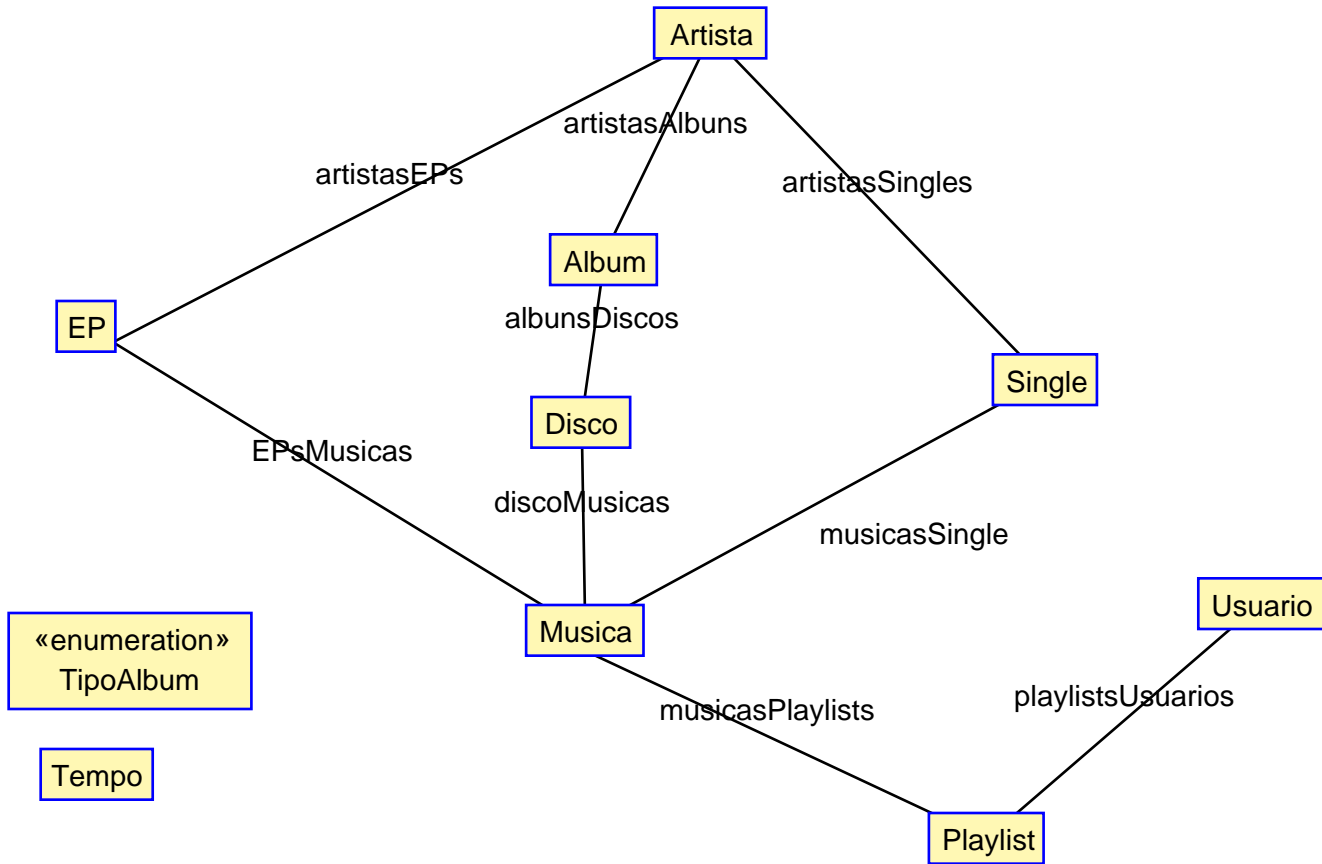 Artista
artistasAlbuns
artistasEPs
artistasSingles
Album
albunsDiscos
EP
Single
Disco
EPsMusicas
discoMusicas
musicasSingle
Usuario
Musica
«enumeration»
TipoAlbum
playlistsUsuarios
musicasPlaylists
Tempo
Playlist